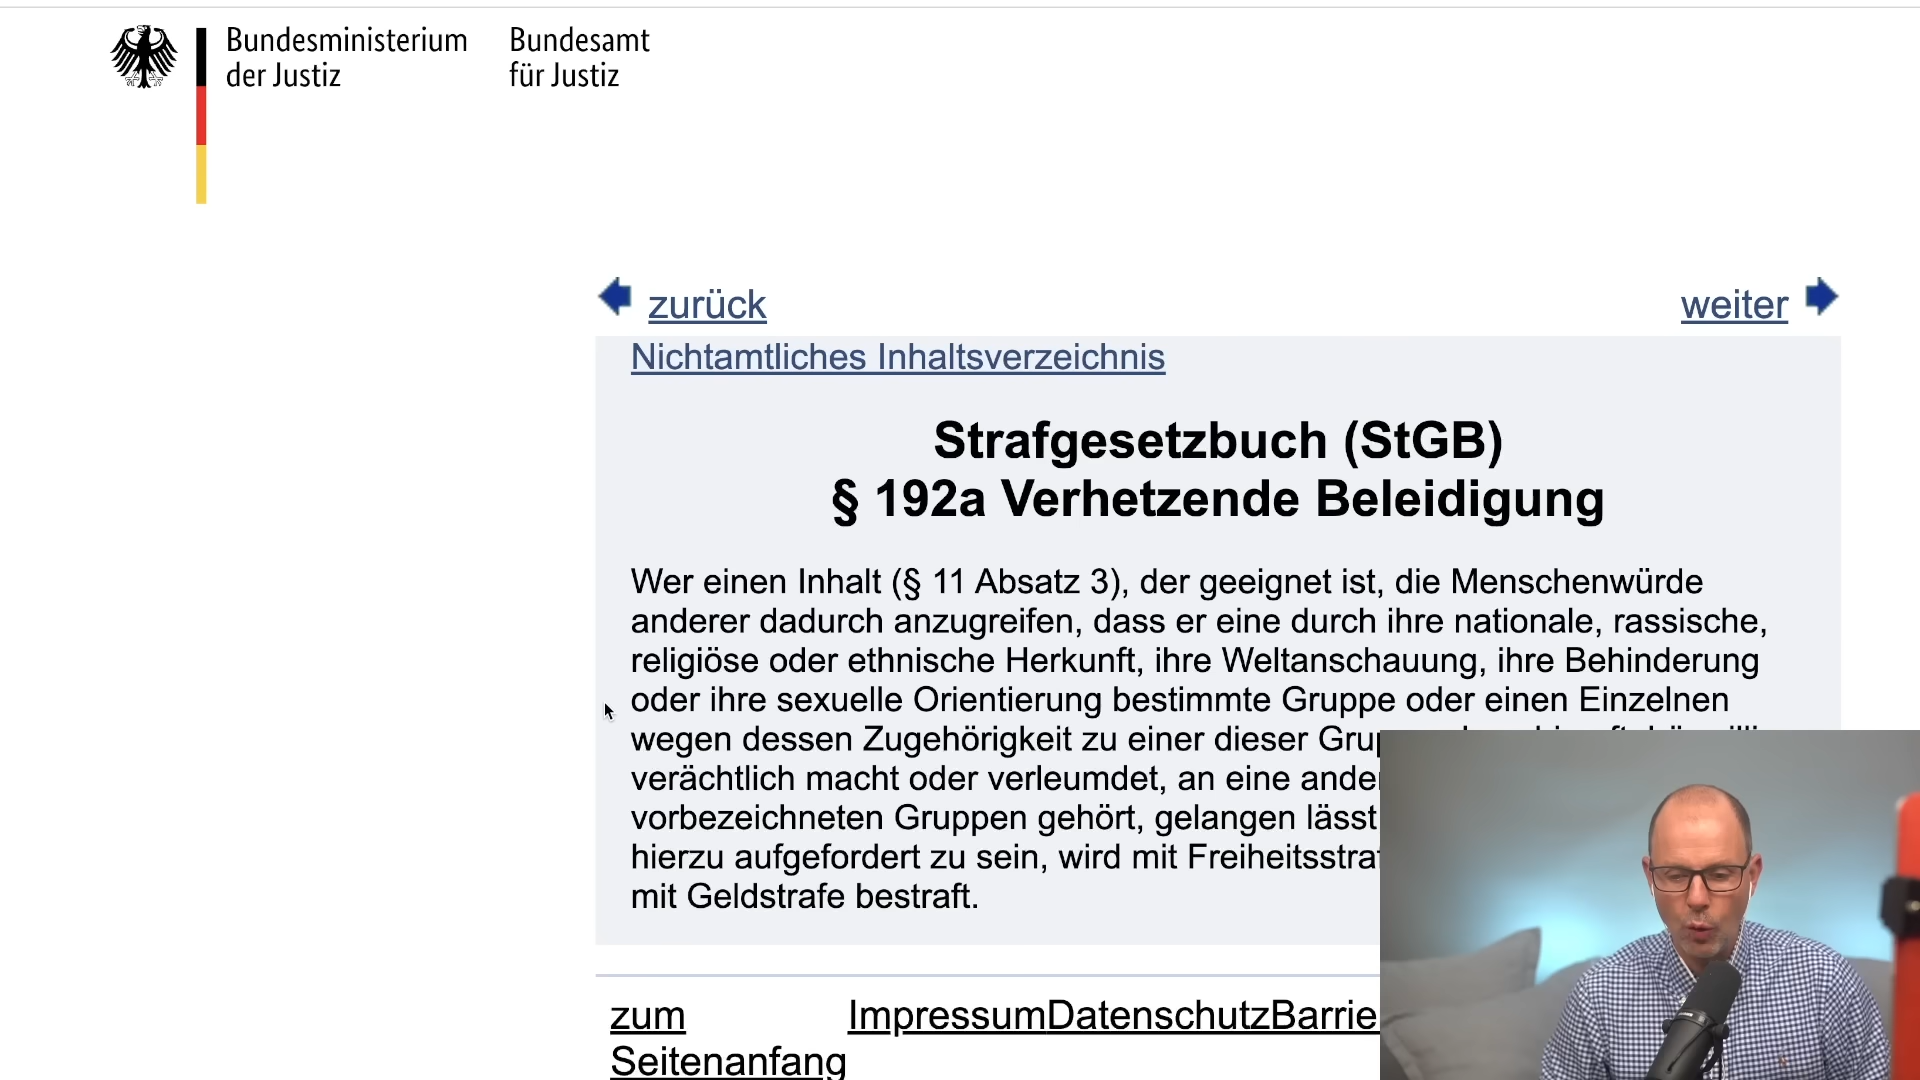 Bundesministerium
der Justiz
Bundesamt
für Justiz
zurück
weiter
Nichtamtliches Inhaltsverzeichnis
Strafgesetzbuch (StGB)
§ 192a Verhetzende Beleidigung
Wer einen Inhalt (§ 11 Absatz 3), der geeignet ist, die Menschenwürde
anderer dadurch anzugreifen, dass er eine durch ihre nationale, rassische,
religiöse oder ethnische Herkunft, ihre Weltanschauung, ihre Behinderung
oder ihre sexuelle Orientierung bestimmte Gruppe oder einen Einzelnen
wegen dessen Zugehörigkeit zu einer dieser
verächtlich macht oder verleumdet, an eine
vorbezeichneten Gruppen gehört, gelangen lässt
hierzu aufgefordert zu sein, wird mit
mit Geldstrafe bestraft.
zum
Seitenanfang
Impressum Datenschutz